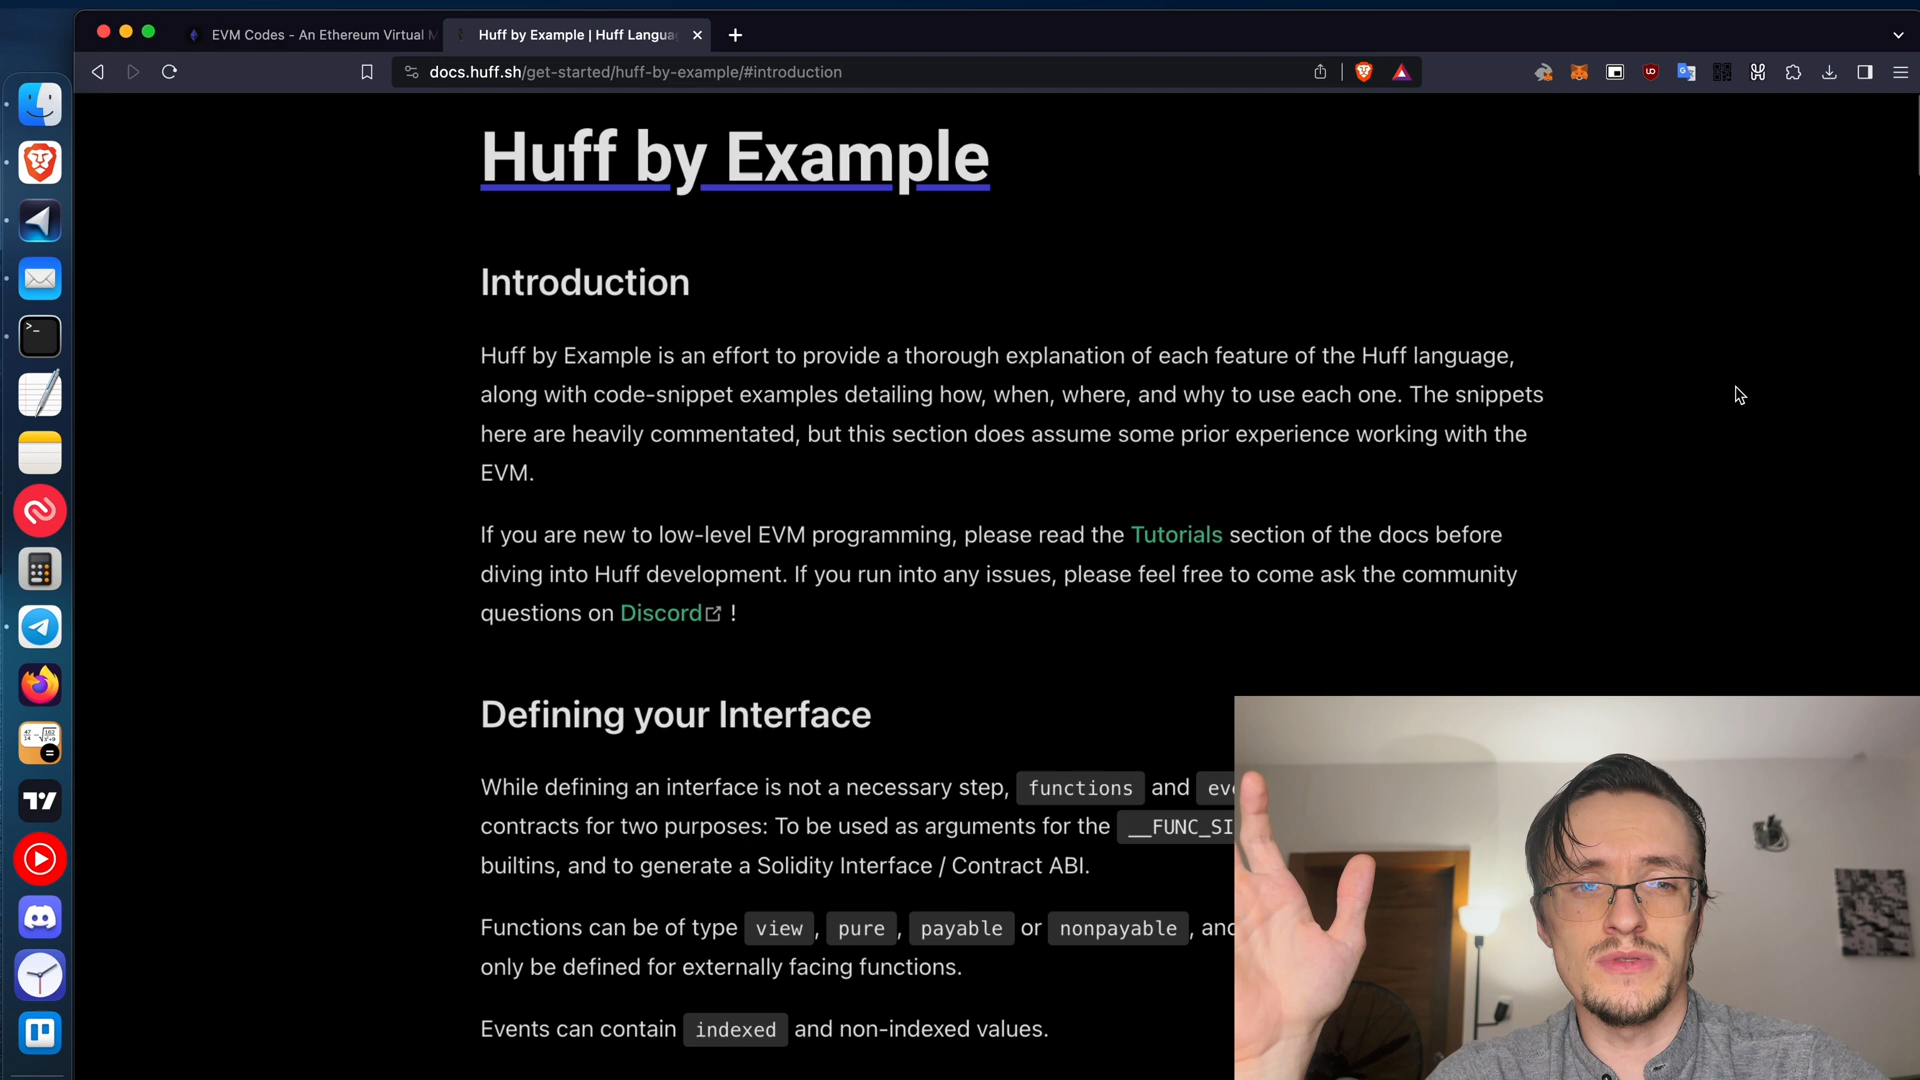 EVM Codes - An Ethereum Virtual M
Huff by Example | Huff Langua
docs.huff.sh/get-started/huff-by-example/#introduction
Huff by Example
Introduction
Huff by Example is an effort to provide a thorough explanation of each feature of the Huff language,
along with code-snippet examples detailing how, when, where, and why to use each one. The snippets
here are heavily commentated, but this section does assume some prior experience working with the
EVM.
If you are new to low-level EVM programming, please read the Tutorials section of the docs before
diving into Huff development. If you run into any issues, please feel free to come ask the community
questions on Discord !
Defining your Interface
While defining an interface is not a necessary step, functions and eve
contracts for two purposes: To be used as arguments for the __FUNC_SI
builtins, and to generate a Solidity Interface / Contract ABI.
Functions can be of type view , pure , payable or nonpayable , and
only be defined for externally facing functions.
Events can contain indexed and non-indexed values.